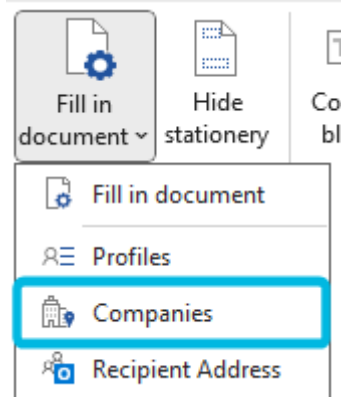 Fill in
document
Hide
stationery
Fill in document
Profiles
Companies
Recipient Address